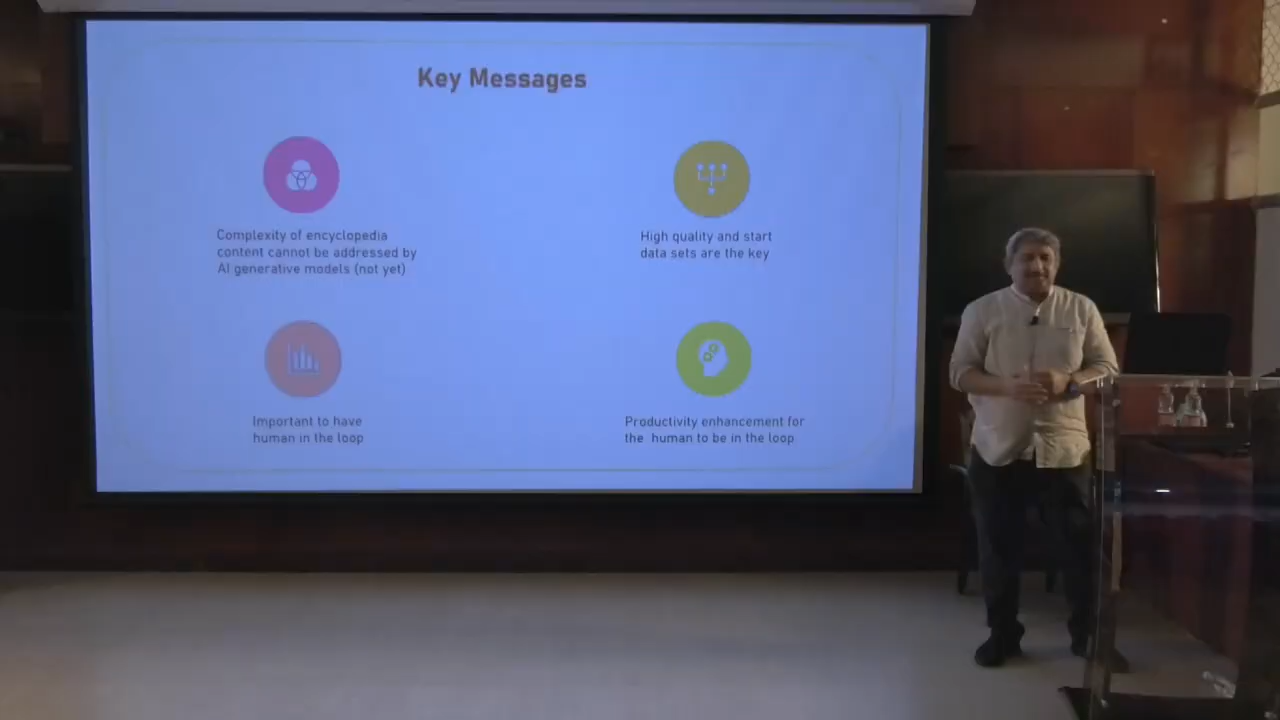 Key Messages
Complexity of encyclopedia
content cannot be addressed by
AI generative models (not yet)
High quality and start
data sets are the key
Important to have
human in the loop
Productivity enhancement for
the human to be in the loop